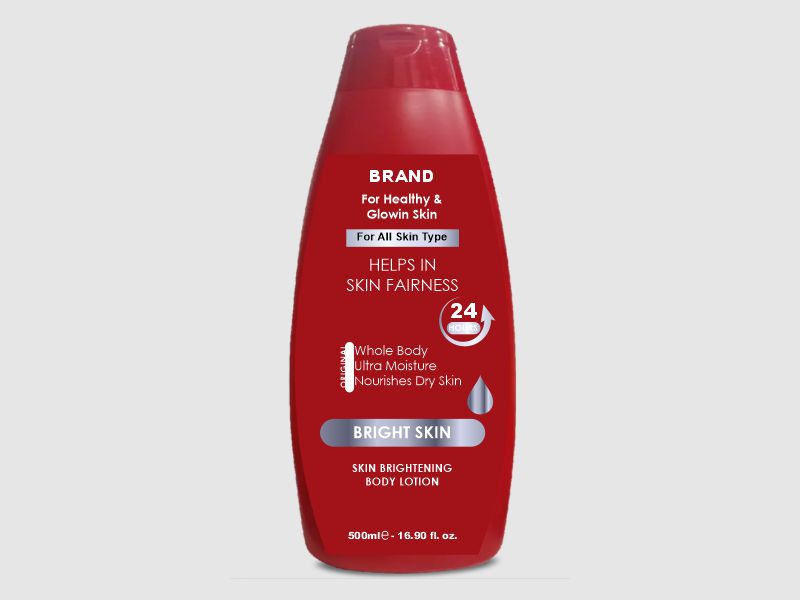 BRAND
For Healthy &
Glowin Skin
For All Skin Type
HELPS IN
SKIN FAIRNESS
24
HOURS
ORIGINAL
Whole Body
Ultra Moisture
Nourishes Dry Skin
BRIGHT SKIN
SKIN BRIGHTENING
BODY LOTION
500ml℮ - 16.90 fl. oz.